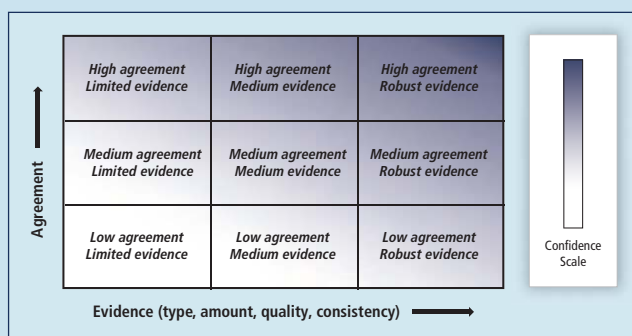 High agreement
Limited evidence
High agreement
Medium evidence
High agreement
Robust evidence
Medium agreement
Limited evidence
Medium agreement
Medium evidence
Medium agreement
Robust evidence
Low agreement
Limited evidence
Low agreement
Medium evidence
Low agreement
Robust evidence
Agreement
Evidence (type, amount, quality, consistency)
Confidence
Scale